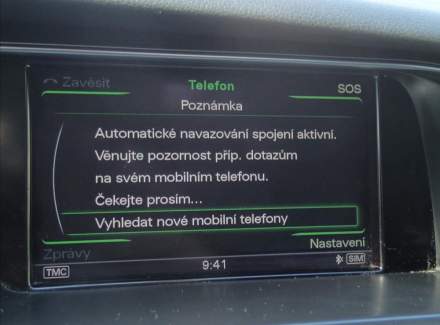 Zavěsit
Telefon
SOS
Poznámka
Automatické navazování spojení aktivní.
Věnujte pozornost příp. dotazům
na svém mobilním telefonu.
Čekejte prosím...
Vyhledat nové mobilní telefony
Zprávy
Nastavení
TMC
9:41
SIM